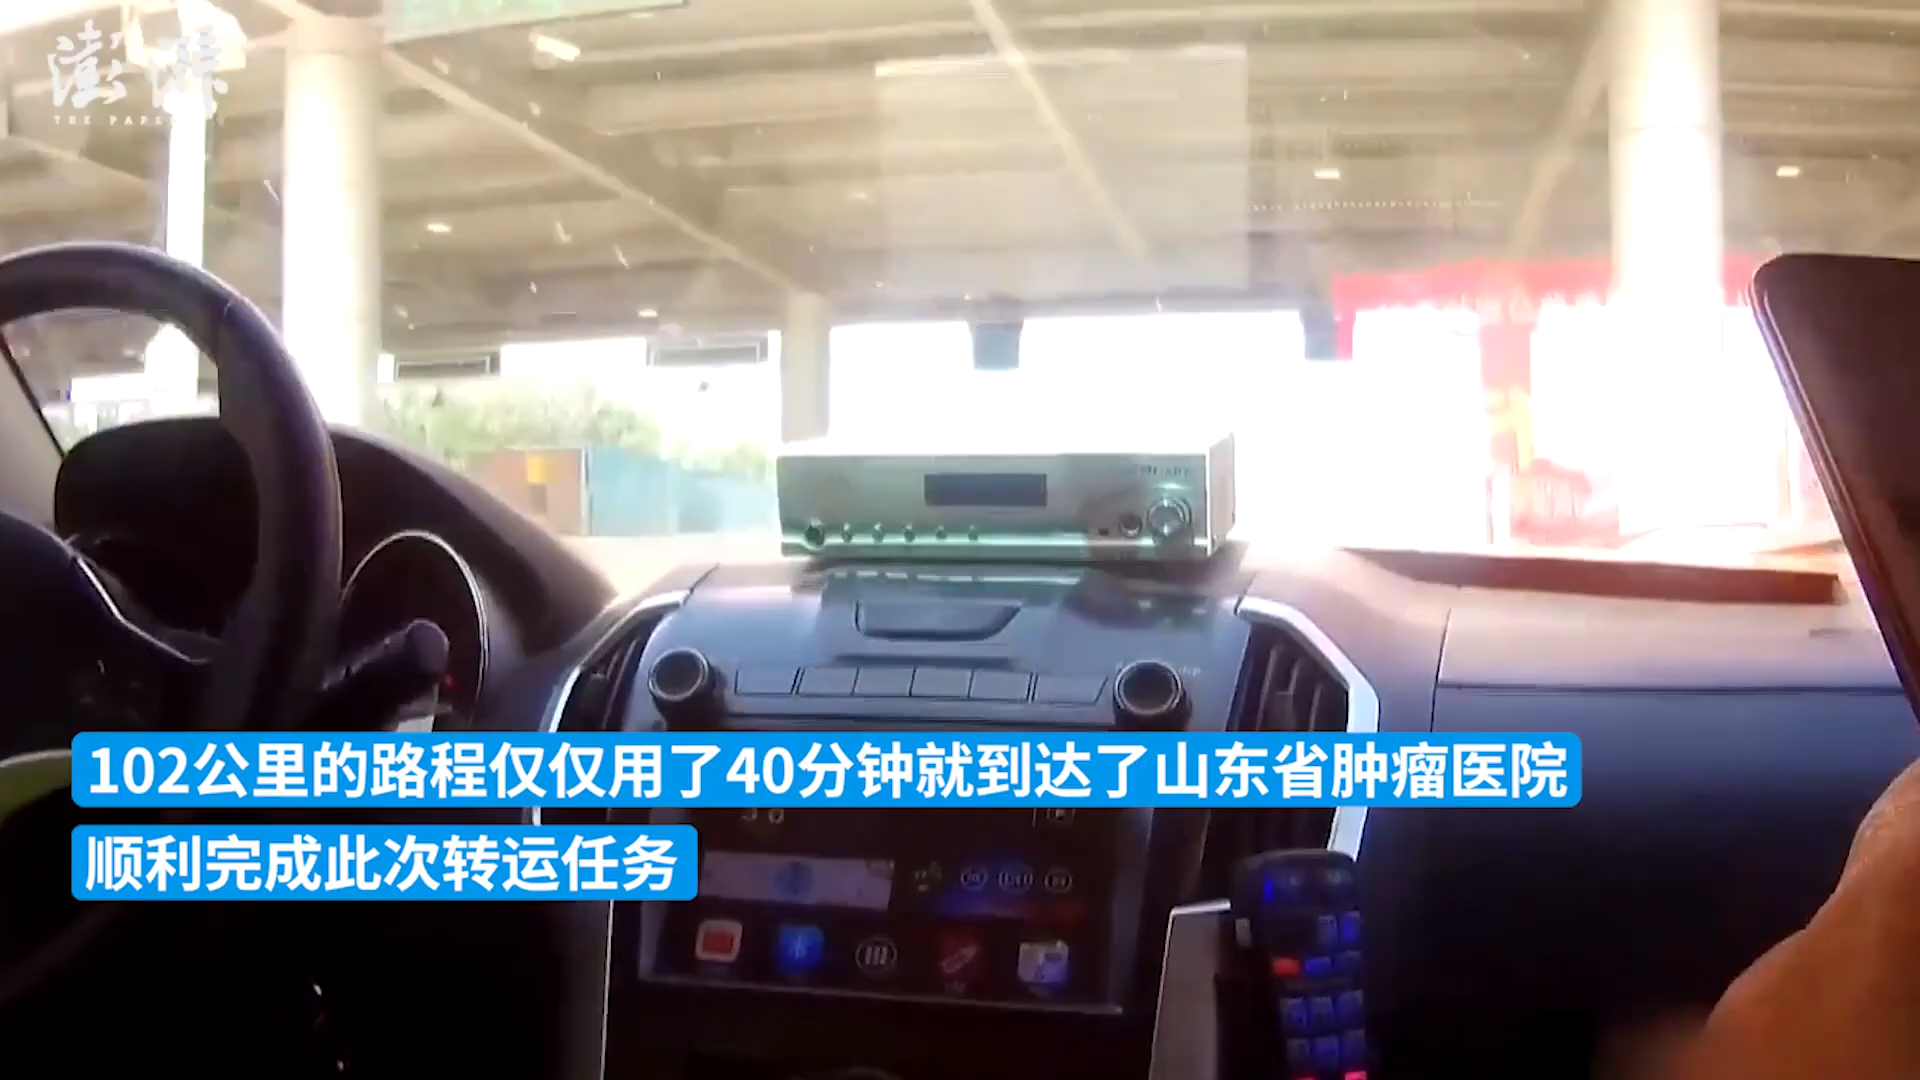 澎湃
THE PAPER
102公里的路程仅仅用了40分钟就到达了山东省肿瘤医院
顺利完成此次转运任务